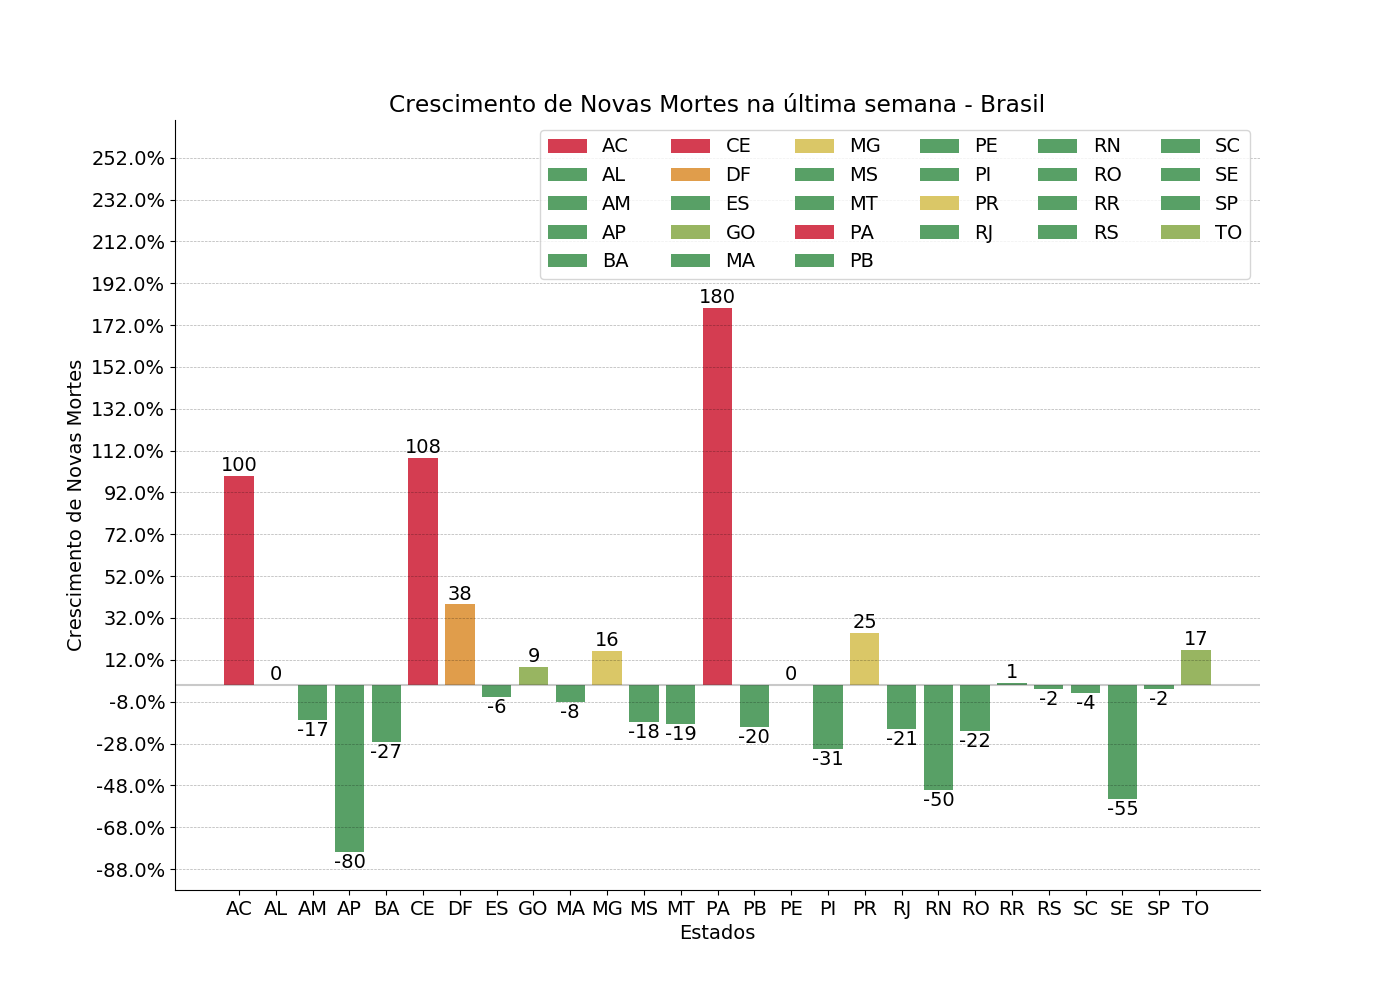 Crescimento de Novas Mortes na última semana - Brasil
AC CE MG PE RN SC
AL DF MS PI RO SE
AM ES MT PR RR SP
AP GO PA RJ RS TO
BA MA PB
252.0%
232.0%
212.0%
192.0%
172.0%
152.0%
132.0%
112.0%
92.0%
72.0%
52.0%
32.0%
12.0%
-8.0%
-28.0%
-48.0%
-68.0%
-88.0%
Crescimento de Novas Mortes
100 0 -17 -80 -27 108 38 -6 9 -8 16 -18 -19 180 -20 0 -31 25 -21 -50 -22 1 -2 -4 -55 -2 17
AC AL AM AP BA CE DF ES GO MA MG MS MT PA PB PE PI PR RJ RN RO RR RS SC SE SP TO
Estados